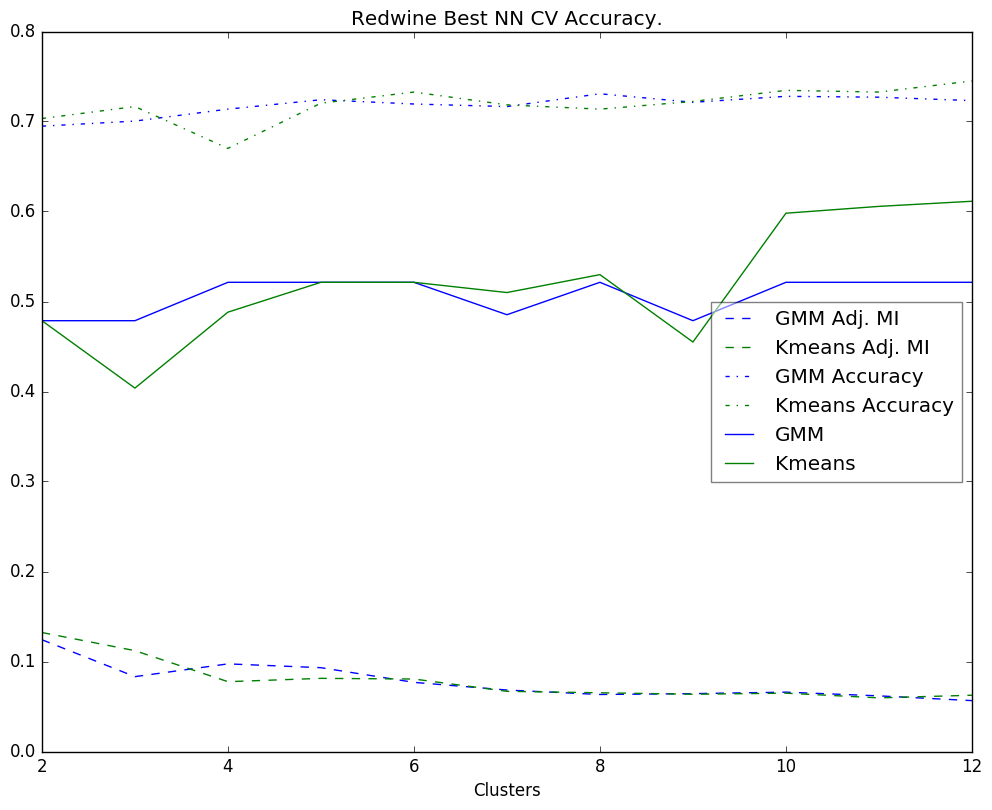 Redwine Best NN CV Accuracy.
0.8
0.7
0.6
0.5
0.4
0.3
0.2
0.1
0.0
GMM Adj. MI
Kmeans Adj. MI
GMM Accuracy
Kmeans Accuracy
GMM
Kmeans
2 4 6 8 10 12
Clusters